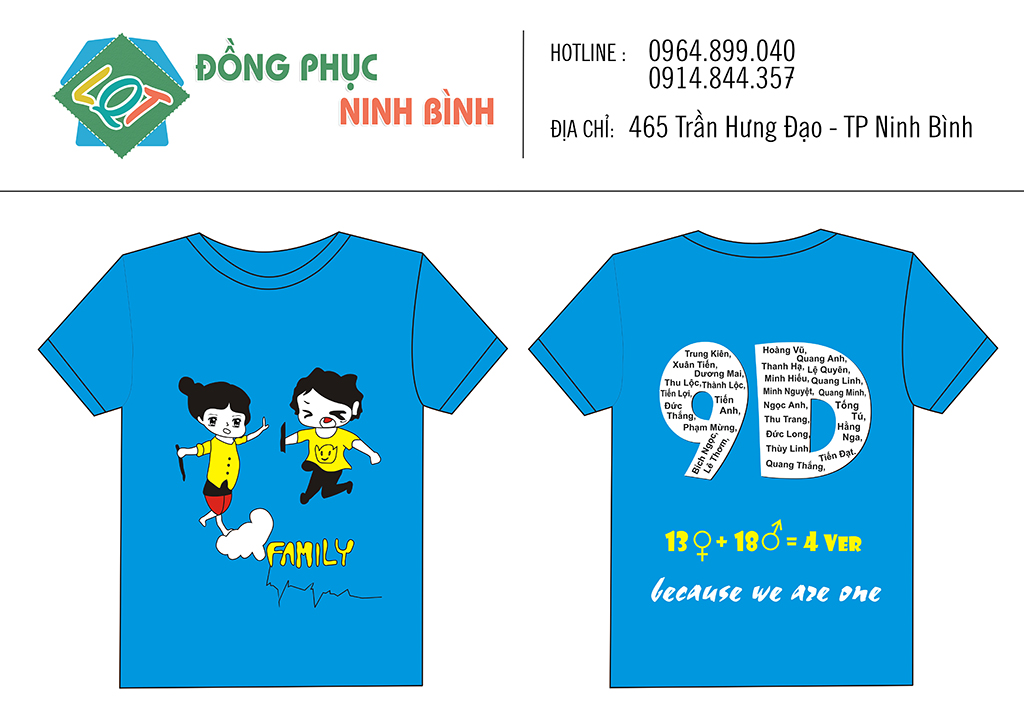 LQT
ĐỒNG PHỤC
NINH BÌNH
HOTLINE : 0964.899.040
0914.844.357
ĐỊA CHỈ: 465 Trần Hưng Đạo - TP Ninh Bình
FAMILY
Trung Kiên,
Xuân Tiến,
Dương Mai,
Thu Lộc, Thành Lộc,
Tiến Lợi,
Tiến
Anh,
Đức
Thắng,
Phạm Mừng,
Bích Ngọc,
Lê Thơm,
Hoàng Vũ,
Quang Anh,
Thanh Hạ, Lệ Quyên,
Minh Hiếu, Quang Linh,
Minh Nguyệt, Quang Minh,
Ngọc Anh,
Tống
Tú,
Thu Trang,
Hằng
Nga,
Đức Long,
Thùy Linh
Tiến Đạt.
Quang Thắng,
13♀ + 18♂ = 4 VER
because we are one